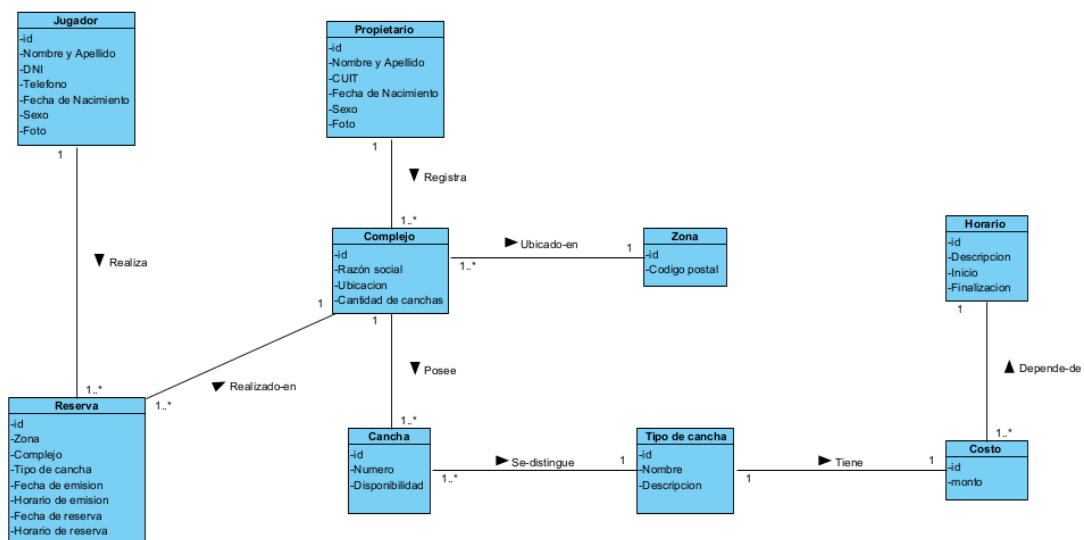 Jugador
-id
-Nombre y Apellido
-DNI
-Telefono
-Fecha de Nacimiento
-Sexo
-Foto
Propietario
-id
-Nombre y Apellido
-CUIT
-Fecha de Nacimiento
-Sexo
-Foto
1
1
Registra
1..*
Complejo
-id
-Razón social
-Ubicacion
-Cantidad de canchas
Ubicado-en
1..*
1
Zona
-id
-Codigo postal
Horario
-id
-Descripcion
-Inicio
-Finalizacion
Realiza
1
1
1
Posee
Depende-de
Realizado-en
1..*
1..*
1..*
1..*
Reserva
-id
-Zona
-Complejo
-Tipo de cancha
-Fecha de emision
-Horario de emision
-Fecha de reserva
-Horario de reserva
Cancha
-id
-Numero
-Disponibilidad
Se-distingue
1..*
1
Tipo de cancha
-id
-Nombre
-Descripcion
Tiene
1
1
Costo
-id
-monto